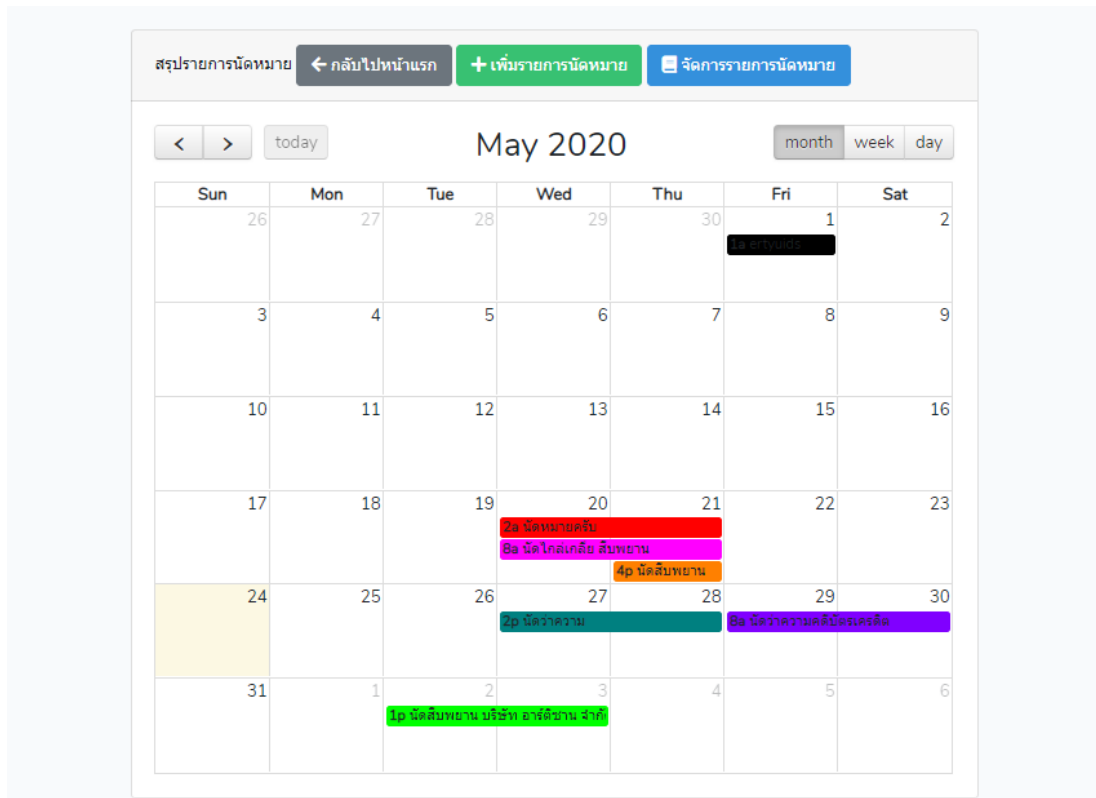 สรุปรายการนัดหมาย กลับไปหน้าแรก เพิ่มรายการนัดหมาย จัดการรายการนัดหมาย
today May 2020 month week day
Sun Mon Tue Wed Thu Fri Sat
26 27 28 29 30 1 2
1a ertyuids
3 4 5 6 7 8 9
10 11 12 13 14 15 16
17 18 19 20 21 22 23
2a นัดหมายครับ
8a นัดไกล่เกลี่ย สืบพยาน
4p นัดสืบพยาน
24 25 26 27 28 29 30
2p นัดว่าความ 8a นัดว่าความคดีบัตรเครดิต
31 1 2 3 4 5 6
1p นัดสืบพยาน บริษัท อาร์ติซาน จำกั